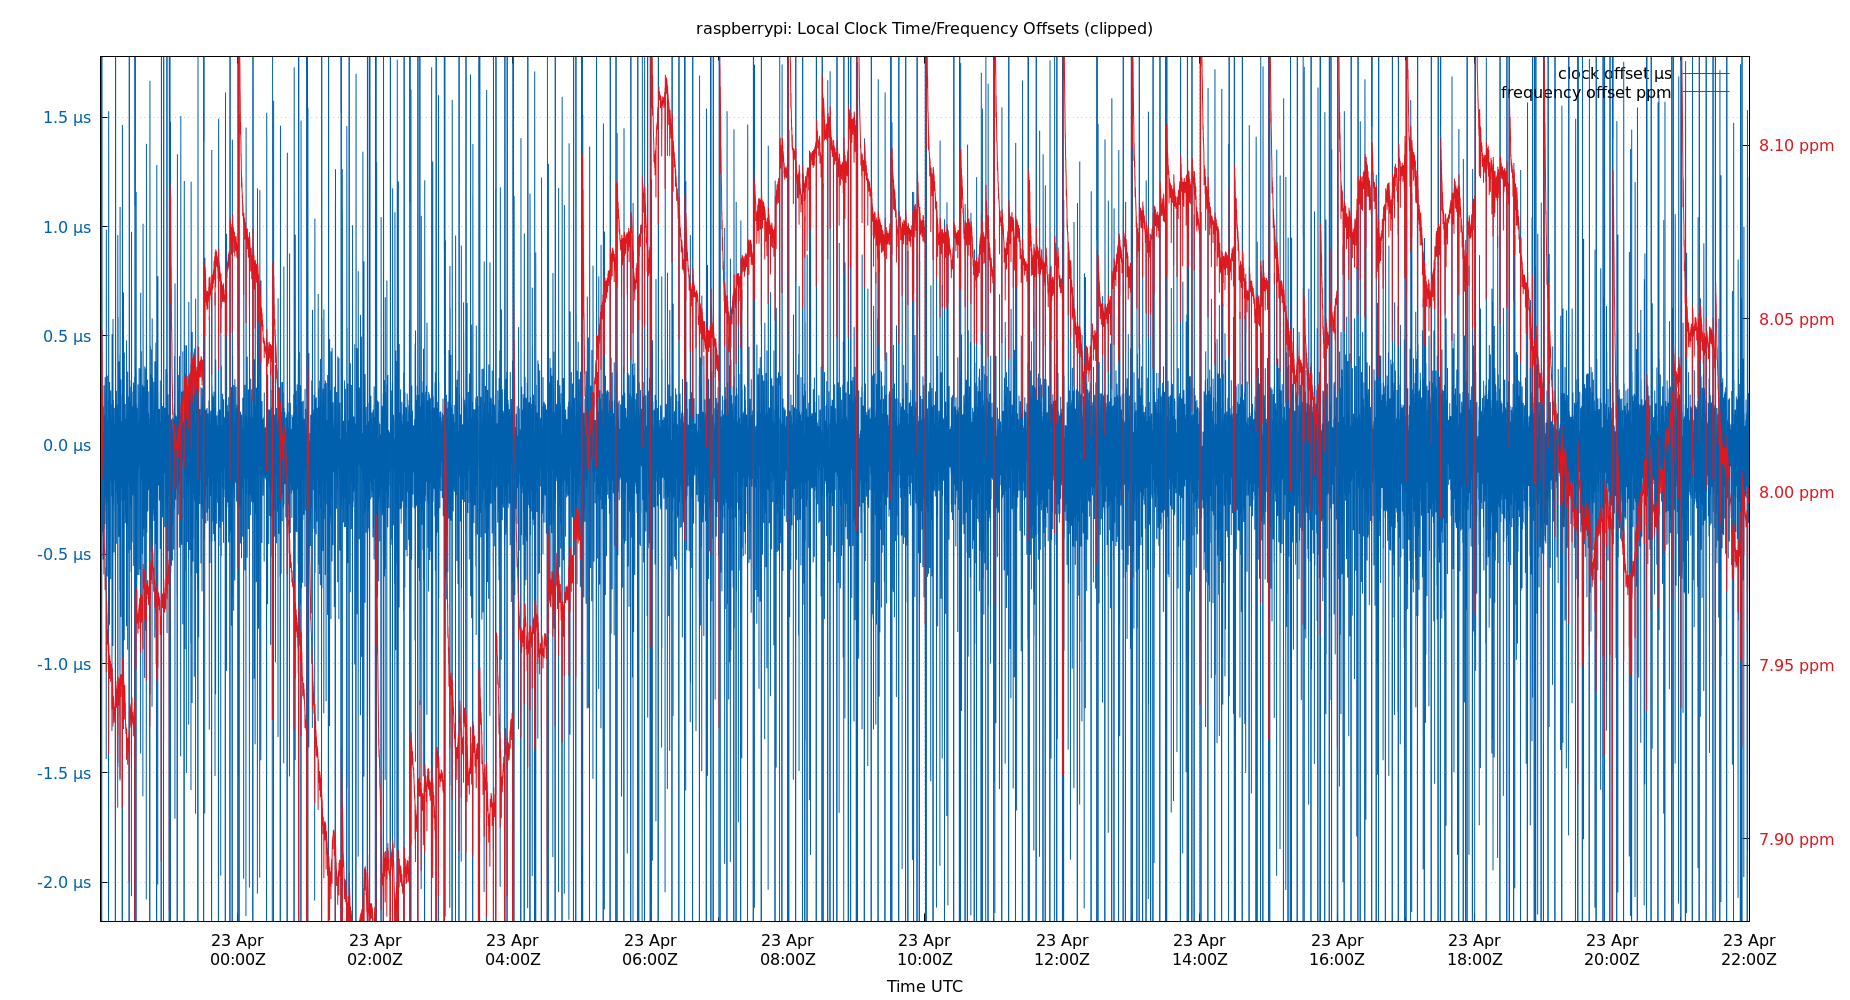 raspberrypi: Local Clock Time/Frequency Offsets (clipped)
clock offset μs
frequency offset ppm
1.5 μs
1.0 μs
0.5 μs
0.0 μs
-0.5 μs
-1.0 μs
-1.5 μs
-2.0 μs
8.10 ppm
8.05 ppm
8.00 ppm
7.95 ppm
7.90 ppm
23 Apr 23 Apr 23 Apr 23 Apr 23 Apr 23 Apr 23 Apr 23 Apr 23 Apr 23 Apr 23 Apr 23 Apr
00:00Z 02:00Z 04:00Z 06:00Z 08:00Z 10:00Z 12:00Z 14:00Z 16:00Z 18:00Z 20:00Z 22:00Z
Time UTC